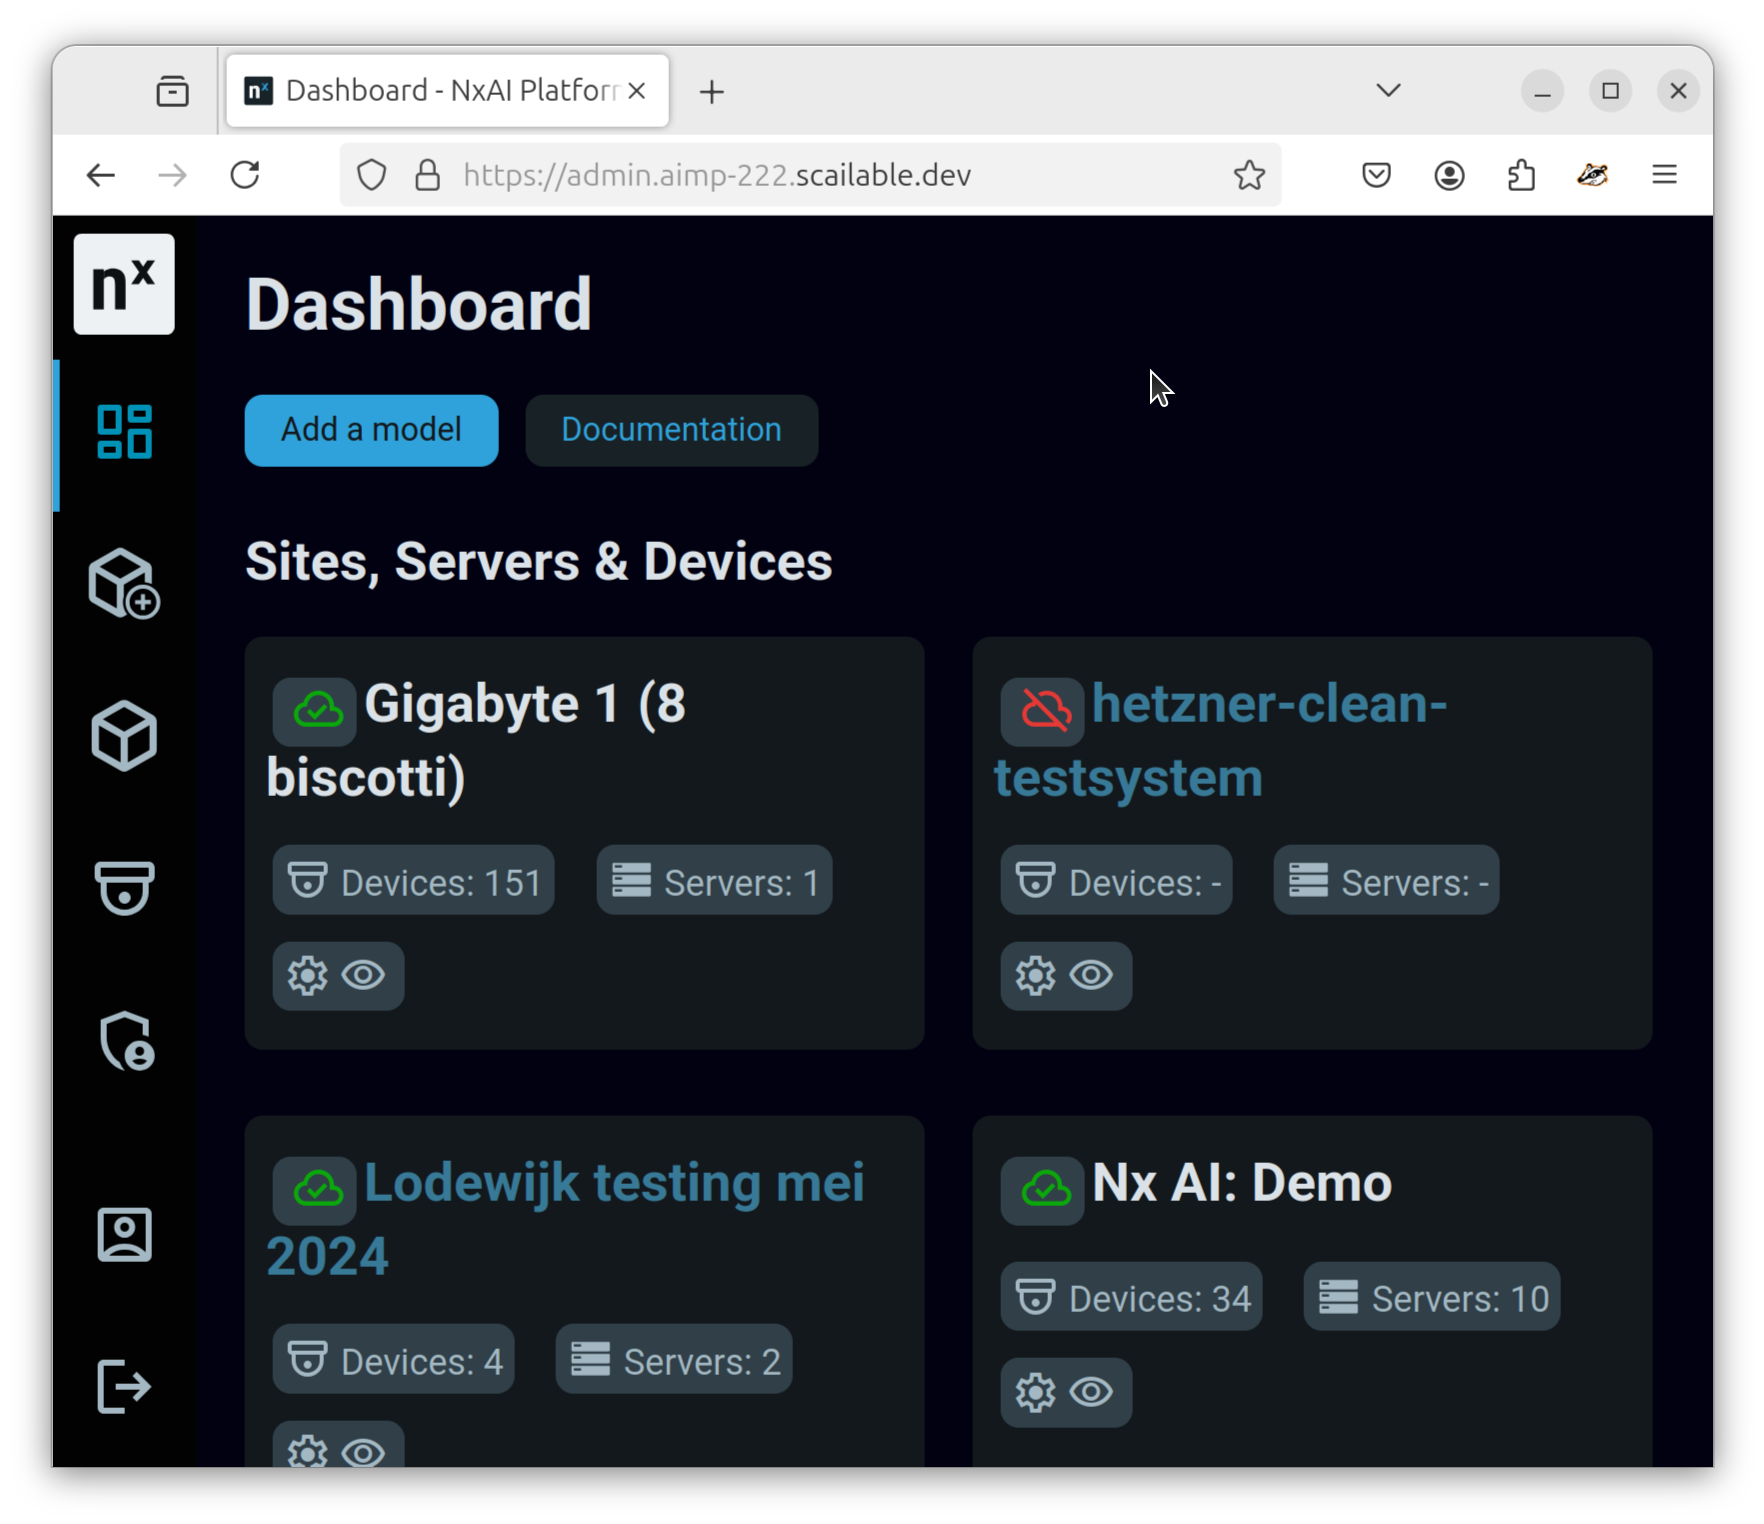 Dashboard - NxAI Platfor
https://admin.aimp-222.scailable.dev
nx
Dashboard
Add a model
Documentation
Sites, Servers & Devices
Gigabyte 1 (8
biscotti)
Devices: 151
Servers: 1
hetzner-clean-
testsystem
Devices: -
Servers: -
Lodewijk testing mei
2024
Devices: 4
Servers: 2
Nx AI: Demo
Devices: 34
Servers: 10